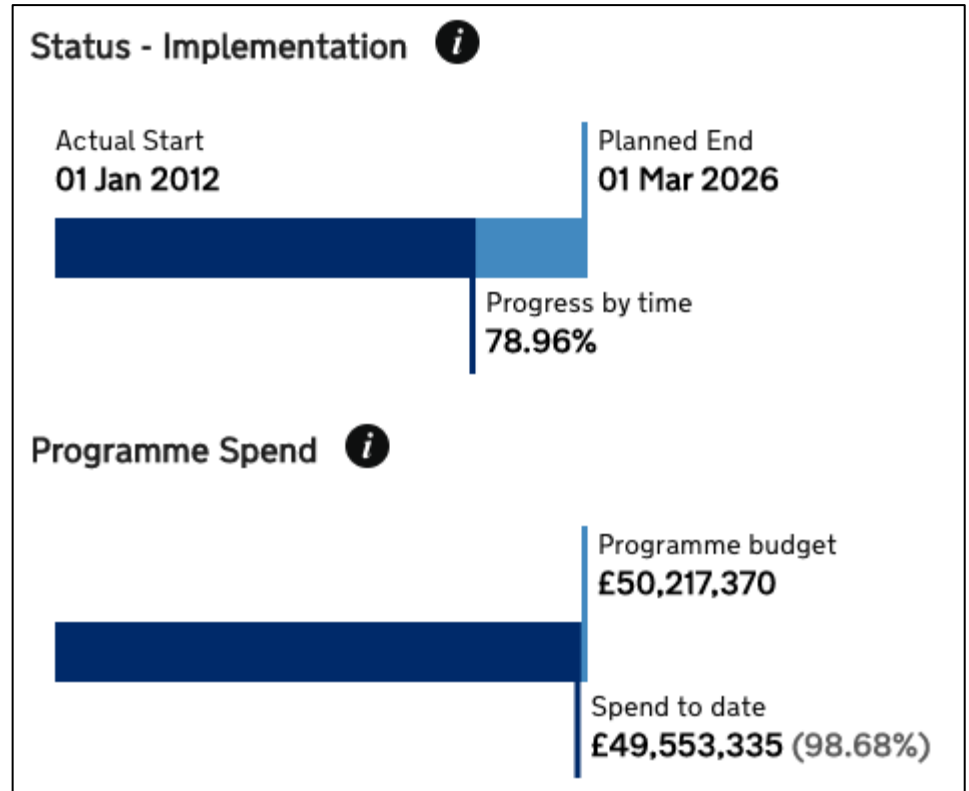 Status - Implementation i
Actual Start
01 Jan 2012
Planned End
01 Mar 2026
Progress by time
78.96%
Programme Spend i
Programme budget
£50,217,370
Spend to date
£49,553,335 (98.68%)